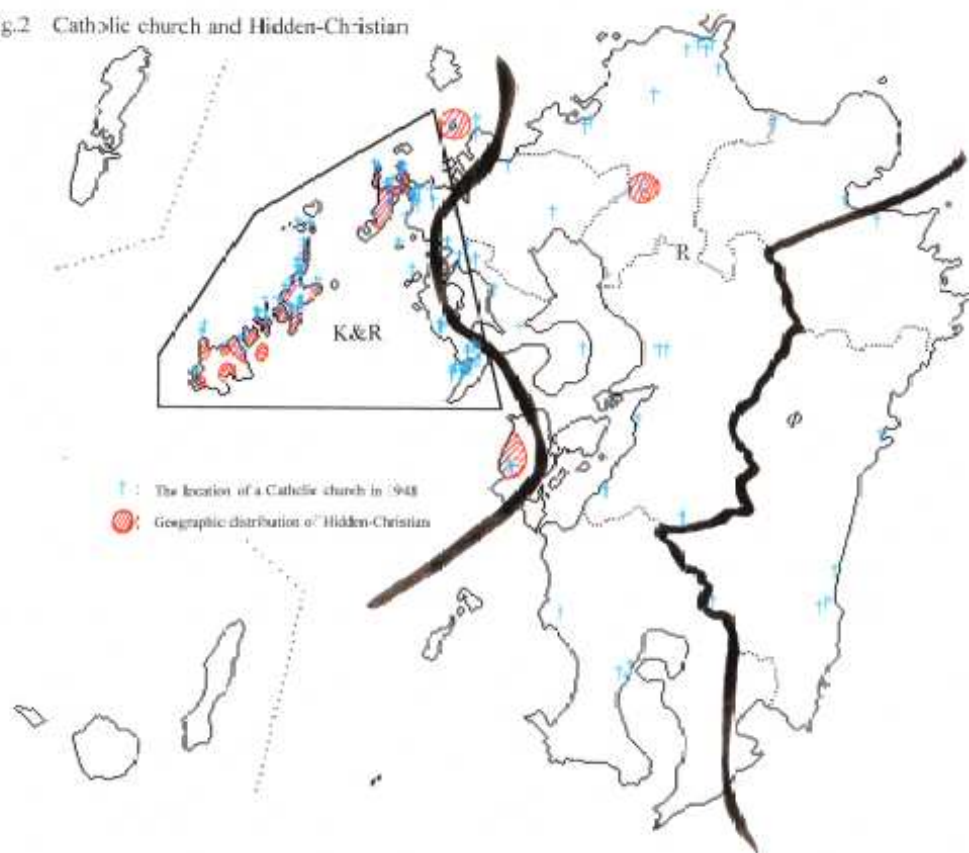 g.2 Catholic church and Hidden-Christian
R
K&R
Φ
† : The location of a Catholic church in 1948
: Geographic distribution of Hidden-Christian